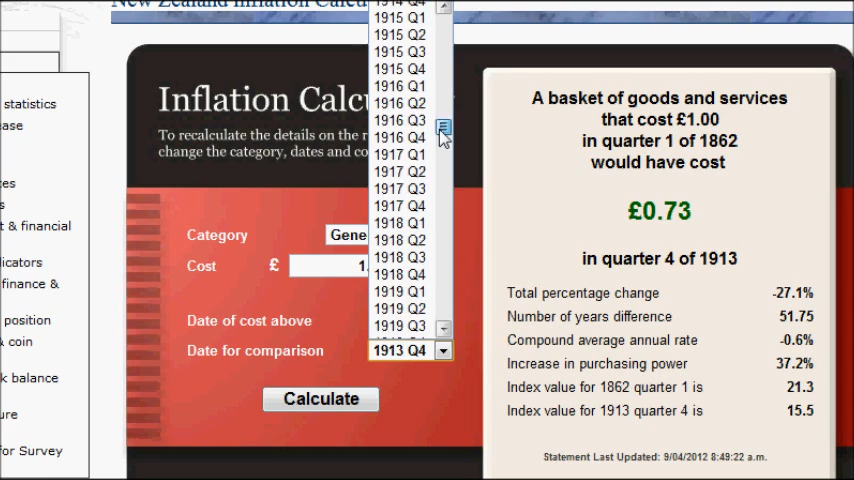 New Zealand Inflation Calcu
statistics
ase
es
s
t & financial
dicators
finance &
position
& coin
k balance
ure
for Survey
Inflation Calcu
To recalculate the details on the r
change the category, dates and co
Category
Gene
Cost £ 1.
Date of cost above
Date for comparison
1913 Q4
Calculate
1914 Q4
1915 Q1
1915 Q2
1915 Q3
1915 Q4
1916 Q1
1916 Q2
1916 Q3
1916 Q4
1917 Q1
1917 Q2
1917 Q3
1917 Q4
1918 Q1
1918 Q2
1918 Q3
1918 Q4
1919 Q1
1919 Q2
1919 Q3
A basket of goods and services
that cost £1.00
in quarter 1 of 1862
would have cost
£0.73
in quarter 4 of 1913
Total percentage change -27.1%
Number of years difference 51.75
Compound average annual rate -0.6%
Increase in purchasing power 37.2%
Index value for 1862 quarter 1 is 21.3
Index value for 1913 quarter 4 is 15.5
Statement Last Updated: 9/04/2012 8:49:22 a.m.